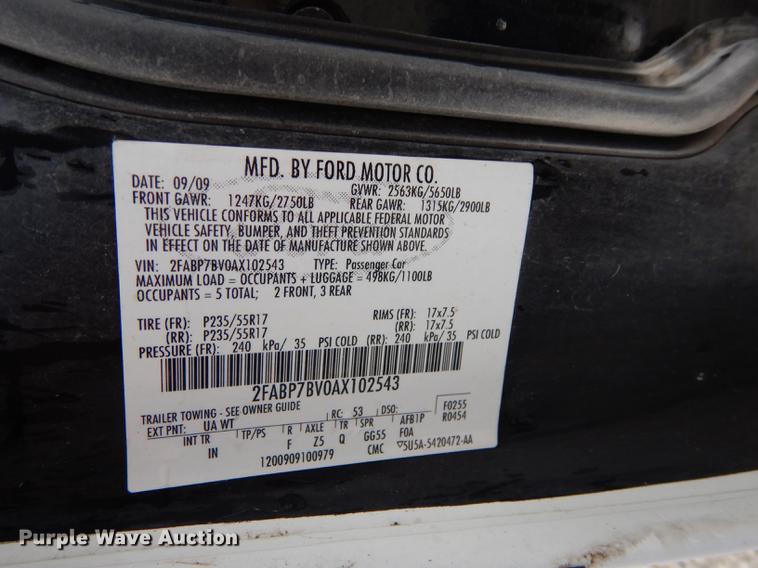 MFD. BY FORD MOTOR CO.
DATE: 09/09 GVWR: 2563KG/5650LB
FRONT GAWR: 1247KG/2750LB REAR GAWR: 1315KG/2900LB
THIS VEHICLE CONFORMS TO ALL APPLICABLE FEDERAL MOTOR
VEHICLE SAFETY, BUMPER, AND THEFT PREVENTION STANDARDS
IN EFFECT ON THE DATE OF MANUFACTURE SHOWN ABOVE.
VIN: 2FABP7BV0AX102543 TYPE: Passenger Car
MAXIMUM LOAD = OCCUPANTS + LUGGAGE = 498KG/1100LB
OCCUPANTS = 5 TOTAL; 2 FRONT, 3 REAR
TIRE (FR): P235/55R17 RIMS (FR): 17x7.5
(RR): P235/55R17 (RR): 17x7.5
PRESSURE (FR): 240 kPa/ 35 PSI COLD (RR): 240 kPa/ 35 PSI COLD
2FABP7BV0AX102543
TRAILER TOWING - SEE OWNER GUIDE
EXT PNT: UA WT RC: 53 DSO: AFB1P F0255
INT TR TP/PS R AXLE TR SPR F0A R0454
IN F Z5 Q GG55 5U5A-5420472-AA
1200909100979 CMC
Purple Wave Auction